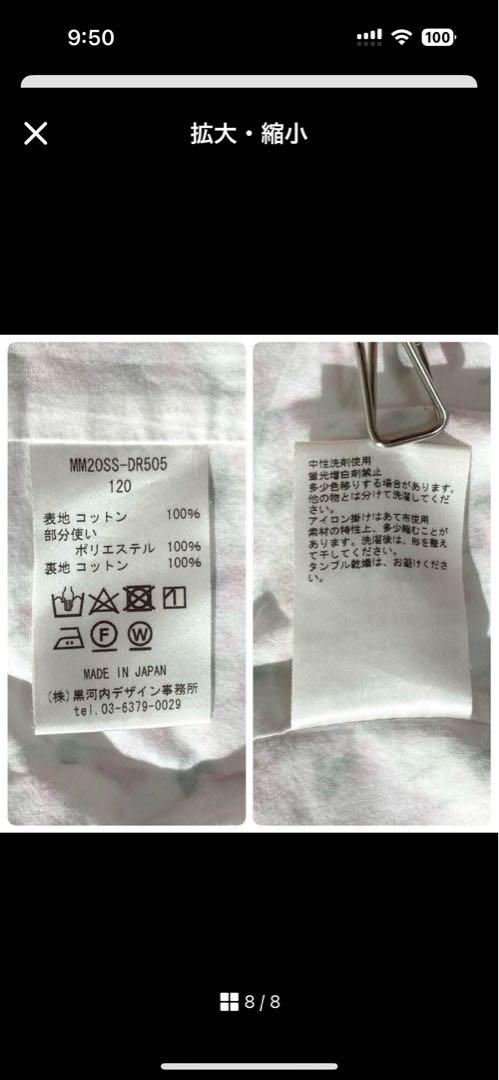 9:50
100
拡大・縮小
MM20SS-DR505
120
表地 コットン 100%
部分使い
ポリエステル 100%
裏地 コットン 100%
F W
MADE IN JAPAN
(株)黒河内デザイン事務所
tel.03-6379-0029
中性洗剤使用
蛍光増白剤禁止
多少色移りする場合があります。
他の物とは分けて洗濯してくだ
さい。
アイロン掛けはあて布使用
素材の特性上、多少縮むことが
あります。洗濯後は、形を整え
て干してください。
タンブル乾燥は、お避けくださ
い。
8/8